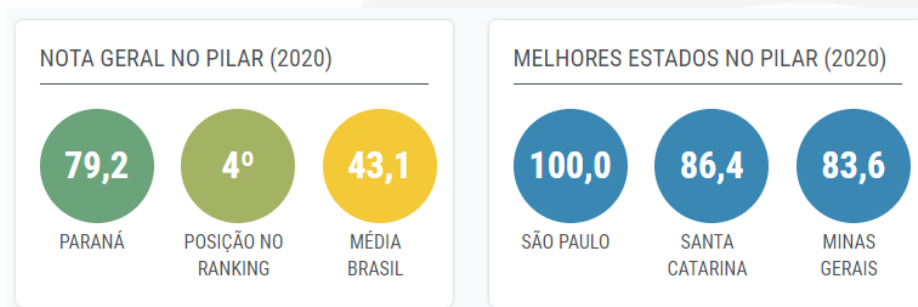 NOTA GERAL NO PILAR (2020)
79,2
4º
43,1
PARANÁ
POSIÇÃO NO
RANKING
MÉDIA
BRASIL
MELHORES ESTADOS NO PILAR (2020)
100,0
86,4
83,6
SÃO PAULO
SANTA
CATARINA
MINAS
GERAIS